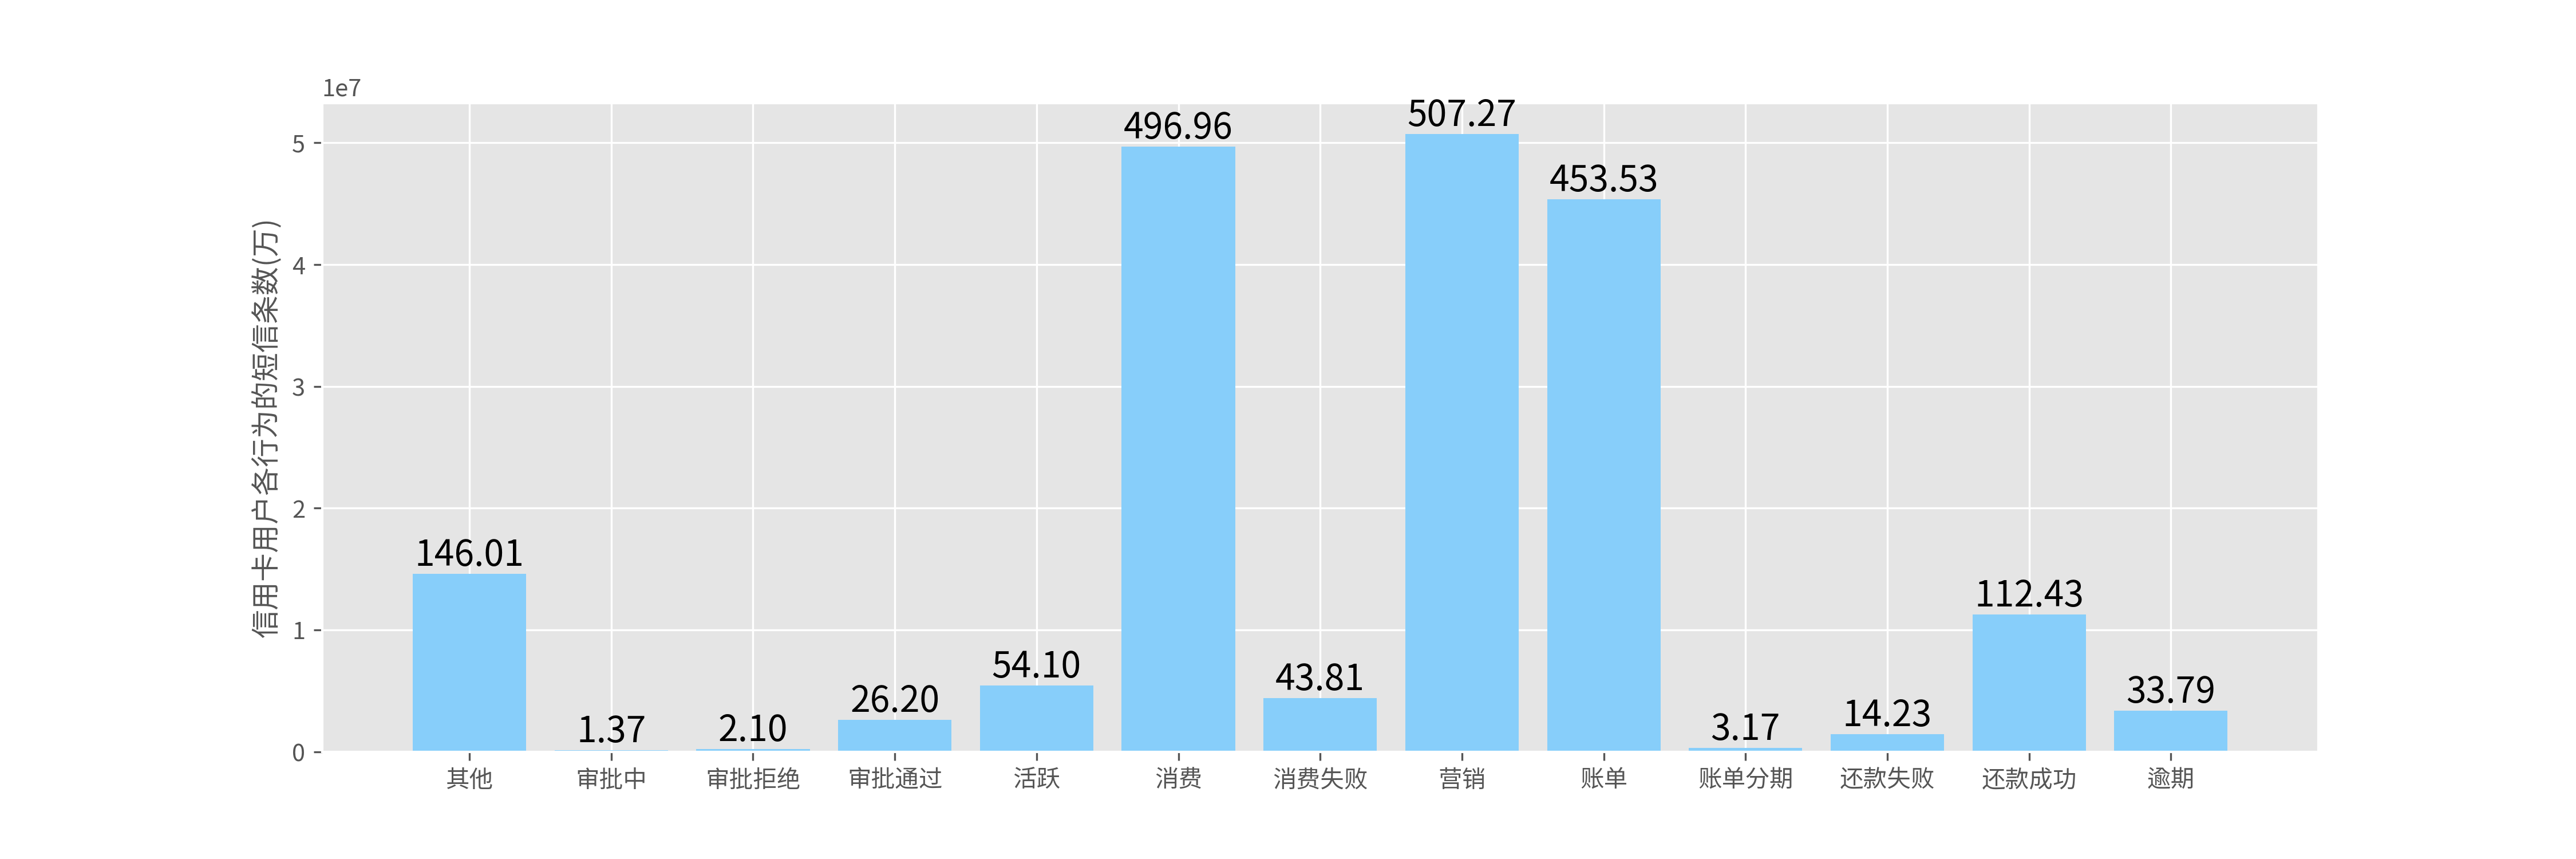 1e7
信用卡用户各行为的短信条数(万)
5
4
3
2
1
0
146.01
1.37
2.10
26.20
54.10
496.96
43.81
507.27
453.53
3.17
14.23
112.43
33.79
其他
审批中
审批拒绝
审批通过
活跃
消费
消费失败
营销
账单
账单分期
还款失败
还款成功
逾期